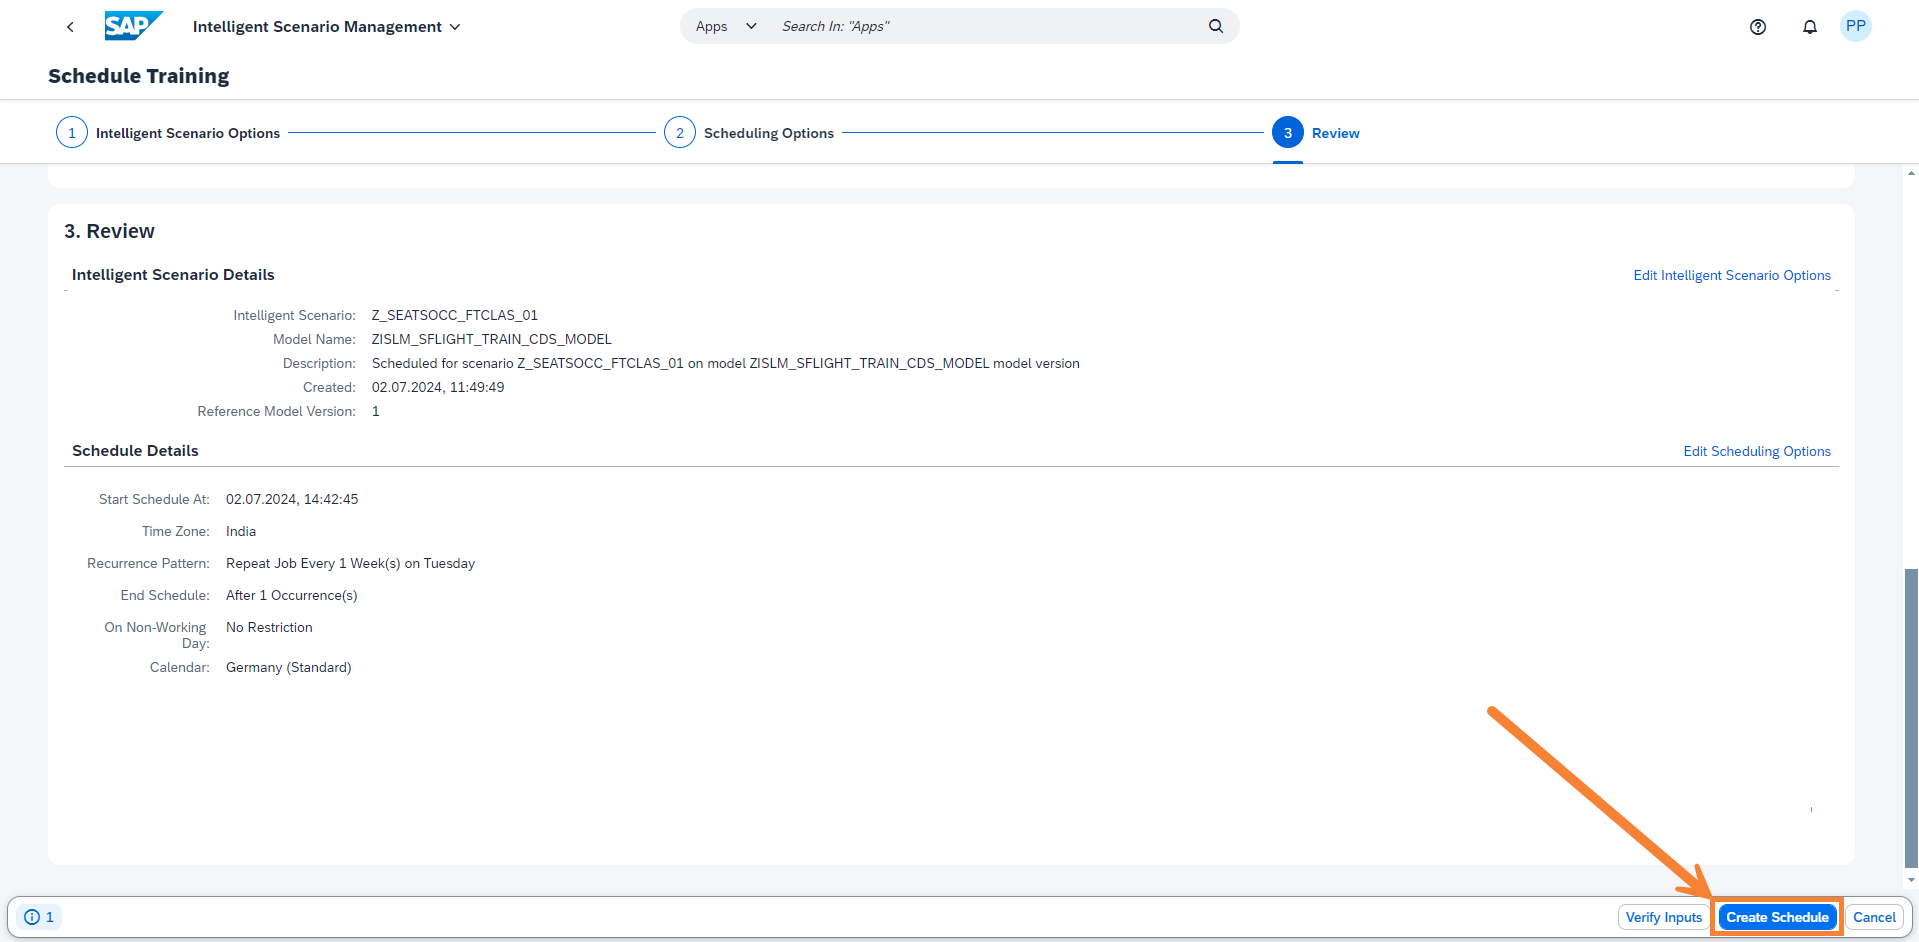 SAP Intelligent Scenario Management Apps Search In: "Apps" PP
Schedule Training
1 Intelligent Scenario Options 2 Scheduling Options 3 Review
3. Review
Intelligent Scenario Details Edit Intelligent Scenario Options
Intelligent Scenario: Z_SEATSOCC_FTCLAS_01
Model Name: ZISLM_SFLIGHT_TRAIN_CDS_MODEL
Description: Scheduled for scenario Z_SEATSOCC_FTCLAS_01 on model ZISLM_SFLIGHT_TRAIN_CDS_MODEL model version
Created: 02.07.2024, 11:49:49
Reference Model Version: 1
Schedule Details Edit Scheduling Options
Start Schedule At: 02.07.2024, 14:42:45
Time Zone: India
Recurrence Pattern: Repeat Job Every 1 Week(s) on Tuesday
End Schedule: After 1 Occurrence(s)
On Non-Working No Restriction
Day:
Calendar: Germany (Standard)
1 Verify Inputs Create Schedule Cancel